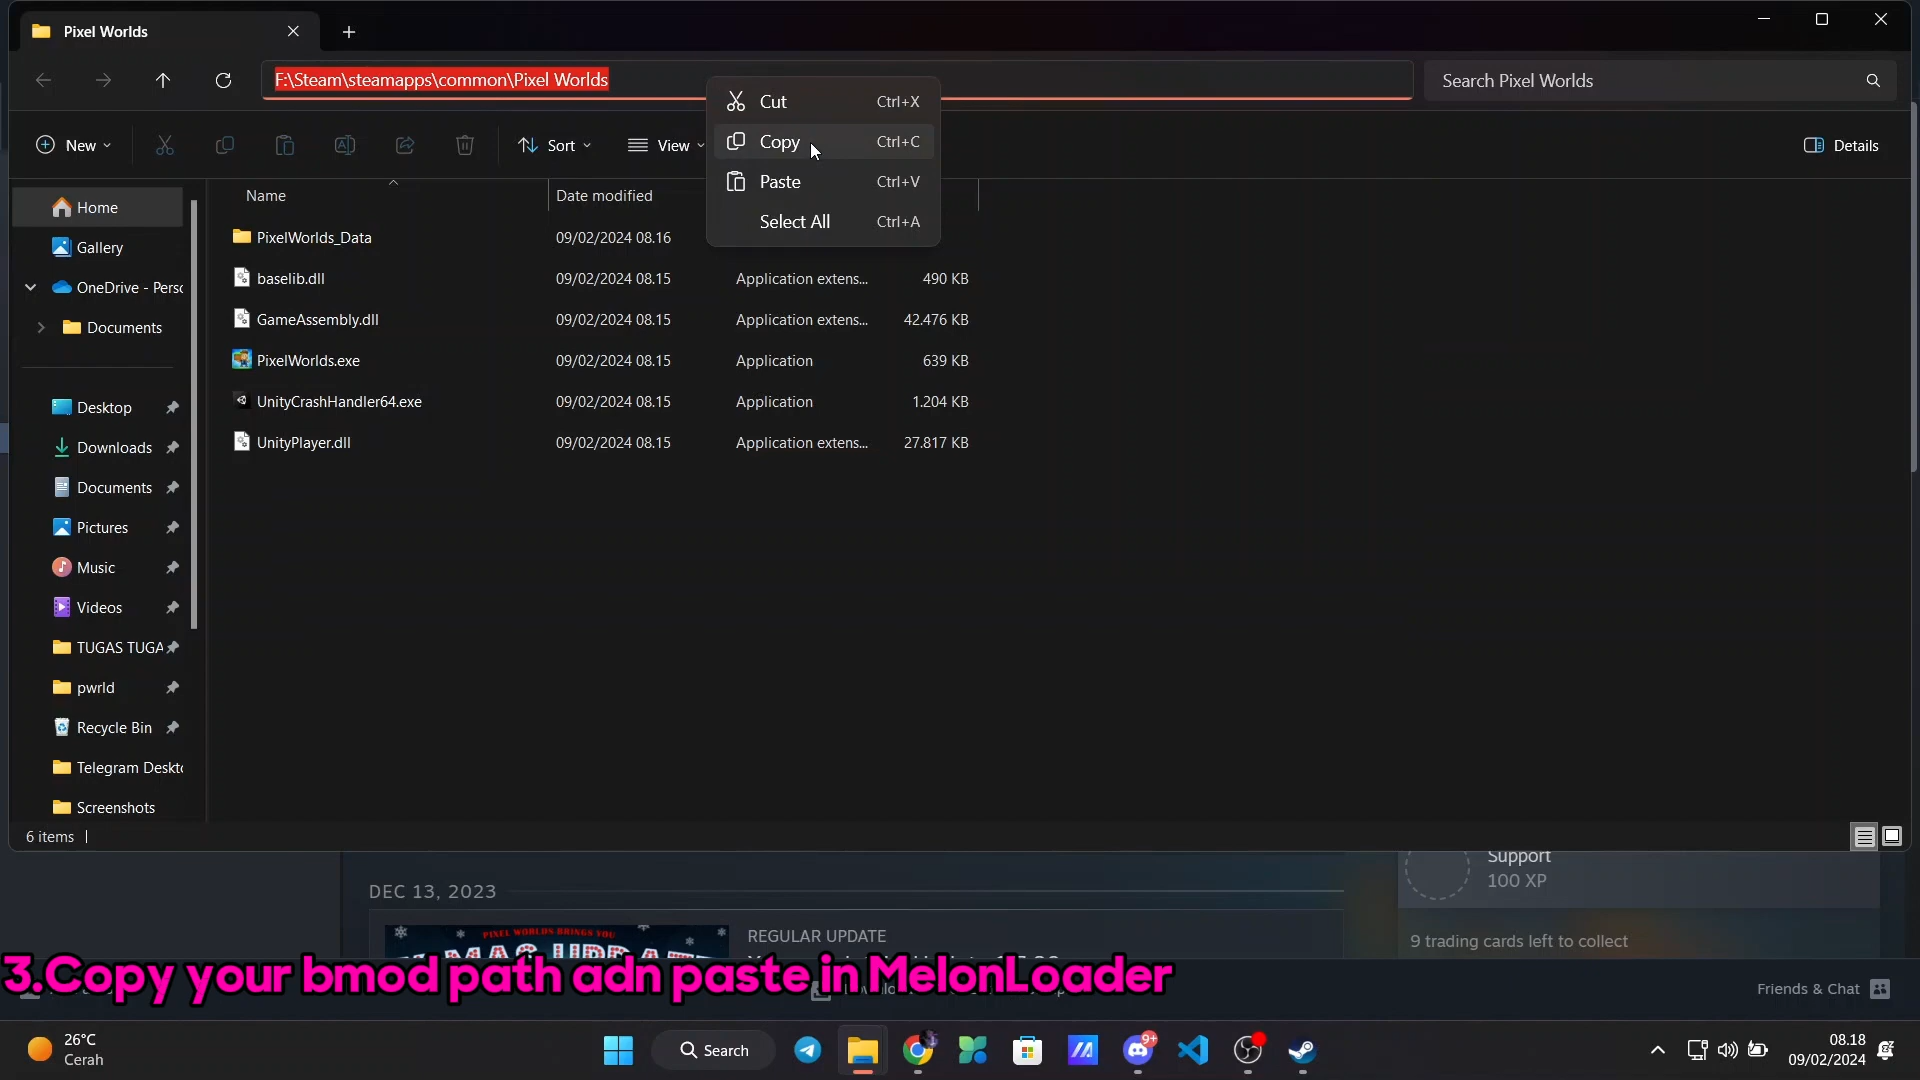 Pixel Worlds
F:\Steam\steamapps\common\Pixel Worlds
Search Pixel Worlds
New
Sort
View
Details
Cut Ctrl+X
Copy Ctrl+C
Paste Ctrl+V
Select All Ctrl+A
Name Date modified
Home
Gallery
OneDrive - Perso
Documents
Desktop
Downloads
Documents
Pictures
Music
Videos
TUGAS TUGA
pwrld
Recycle Bin
Telegram Deskto
Screenshots
PixelWorlds_Data 09/02/2024 08.16
baselib.dll 09/02/2024 08.15 Application extens... 490 KB
GameAssembly.dll 09/02/2024 08.15 Application extens... 42.476 KB
PixelWorlds.exe 09/02/2024 08.15 Application 639 KB
UnityCrashHandler64.exe 09/02/2024 08.15 Application 1.204 KB
UnityPlayer.dll 09/02/2024 08.15 Application extens... 27.817 KB
6 items
Support
100 XP
DEC 13, 2023
PIXEL WORLDS BRINGS YOU
REGULAR UPDATE
9 trading cards left to collect
3.Copy your bmod path adn paste in MelonLoader
Friends & Chat
26°C
Cerah
Search
9+
08.18
09/02/2024